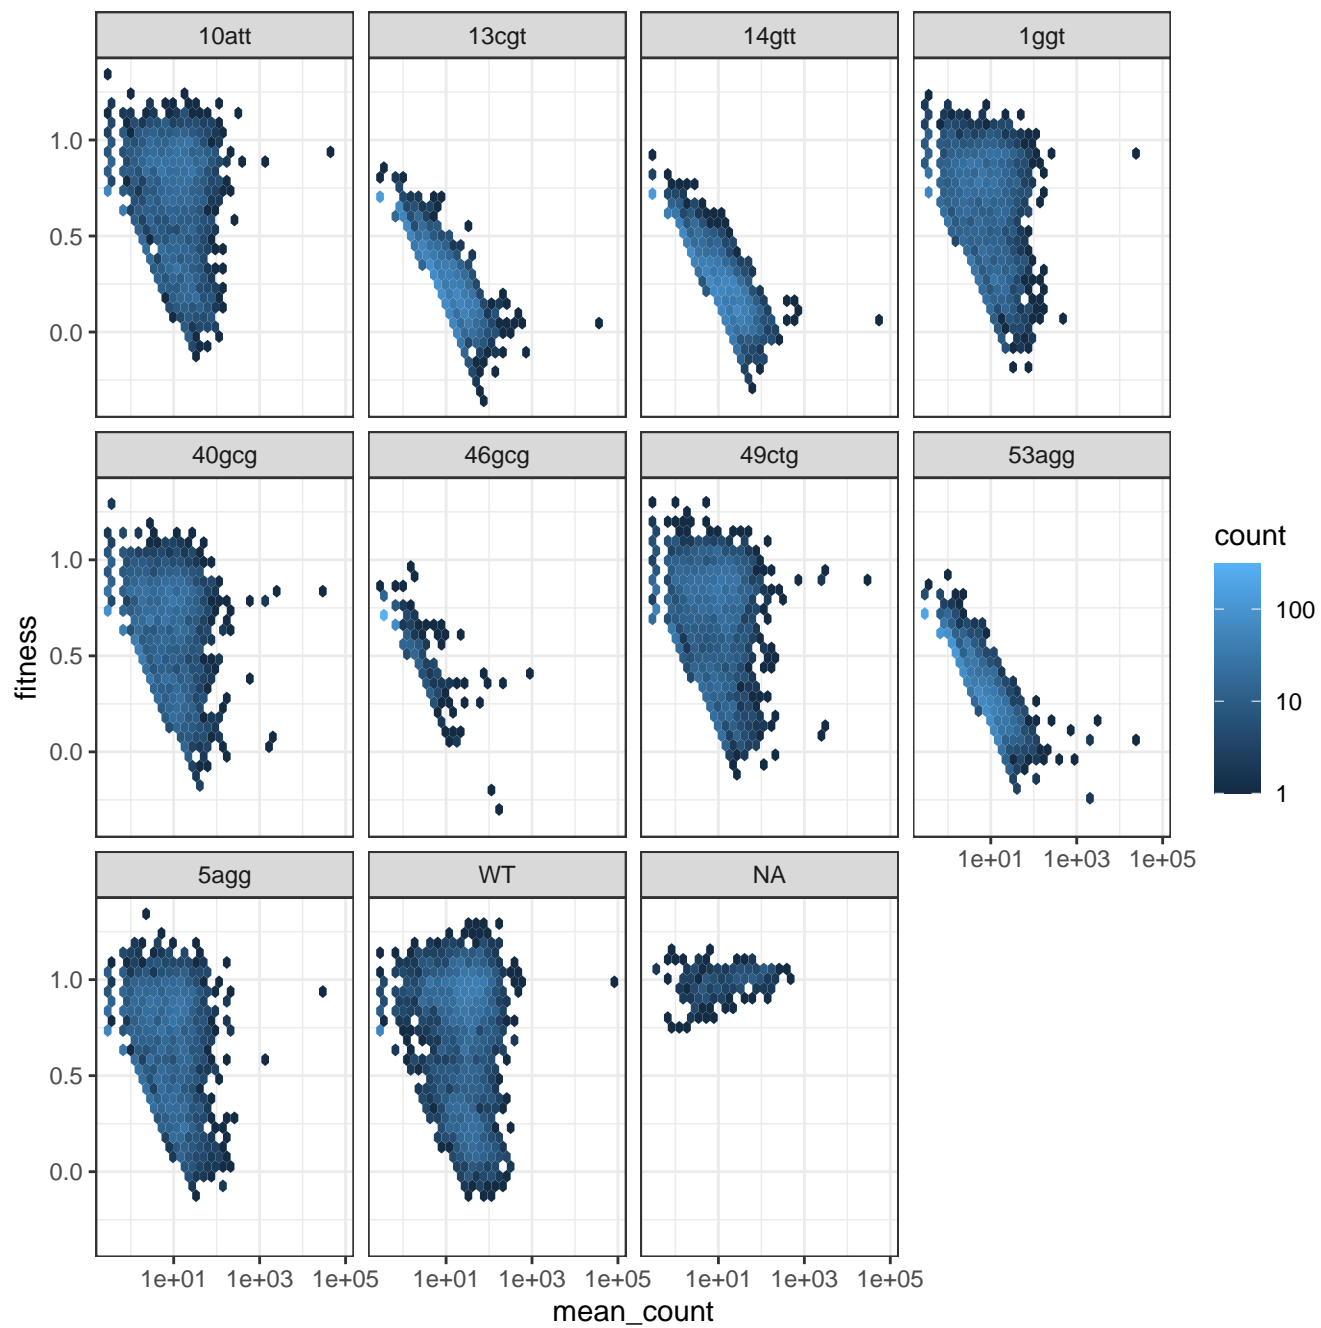 10att 13cgt 14gtt 1ggt
1.0
0.5
0.0
40gcg 46gcg 49ctg 53agg
1.0
0.5
0.0
fitness
count
100
10
1
1e+01 1e+03 1e+05
5agg WT NA
1.0
0.5
0.0
1e+01 1e+03 1e+05 1e+01 1e+03 1e+05 1e+01 1e+03 1e+05
mean_count